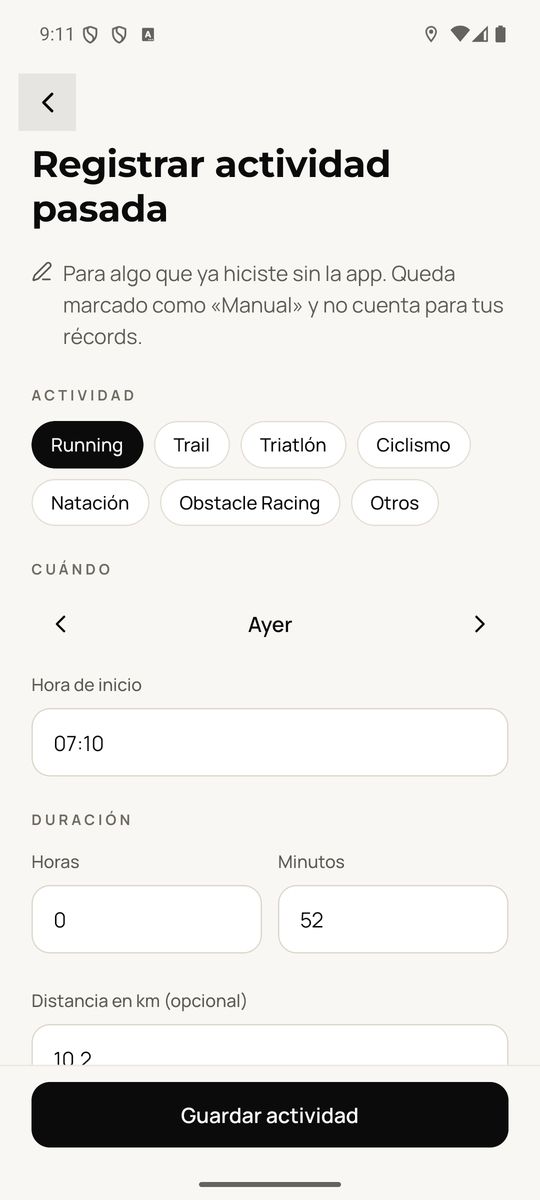 9:11
Registrar actividad
pasada
Para algo que ya hiciste sin la app. Queda
marcado como «Manual» y no cuenta para tus
récords.
ACTIVIDAD
Running Trail Triatlón Ciclismo
Natación Obstacle Racing Otros
CUÁNDO
Ayer
Hora de inicio
07:10
DURACIÓN
Horas Minutos
0 52
Distancia en km (opcional)
10.2
Guardar actividad